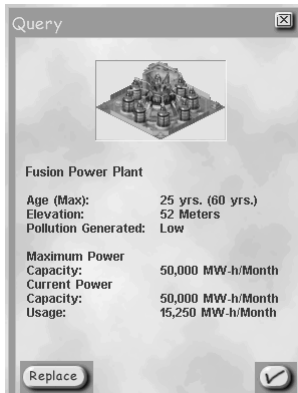 Query
Fusion Power Plant
Age (Max): 25 yrs. (60 yrs.)
Elevation: 52 Meters
Pollution Generated: Low
Maximum Power
Capacity: 50,000 MW-h/Month
Current Power
Capacity: 50,000 MW-h/Month
Usage: 15,250 MW-h/Month
Replace